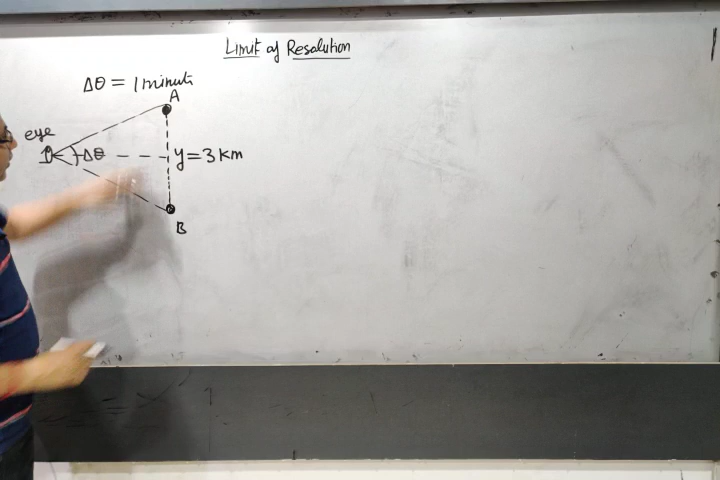 Limit of Resolution
Δθ = 1 minute
A
eye
Δθ
y = 3 km
B